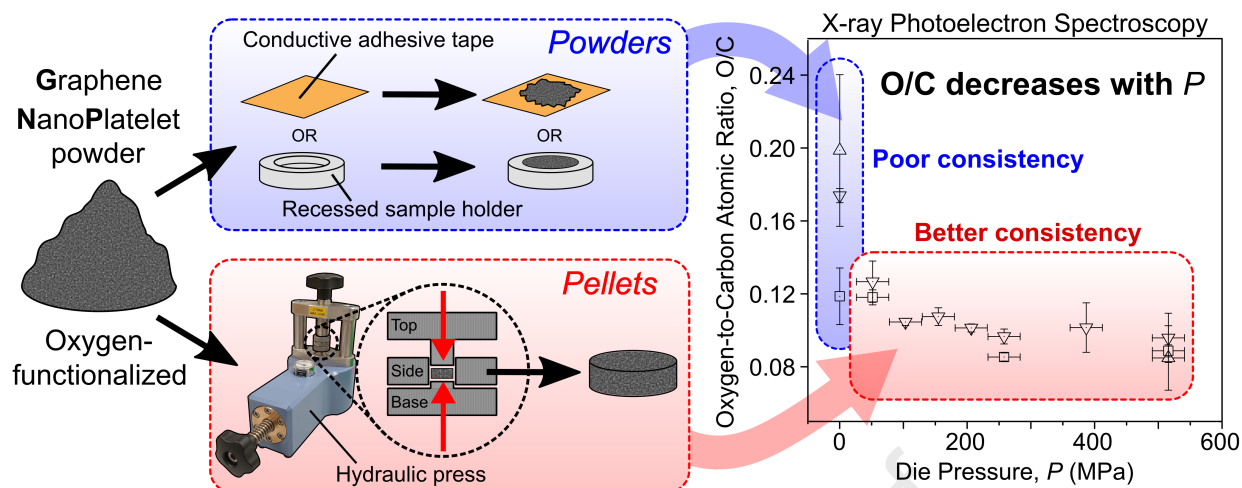 Graphene
NanoPlatelet
powder
Oxygen-
functionalized
Conductive adhesive tape
Powders
OR
OR
Recessed sample holder
Pellets
Top
Side
Base
Hydraulic press
X-ray Photoelectron Spectroscopy
Oxygen-to-Carbon Atomic Ratio, O/C
0.24
0.20
0.16
0.12
0.08
O/C decreases with P
Poor consistency
Better consistency
0
200
400
600
Die Pressure, P (MPa)